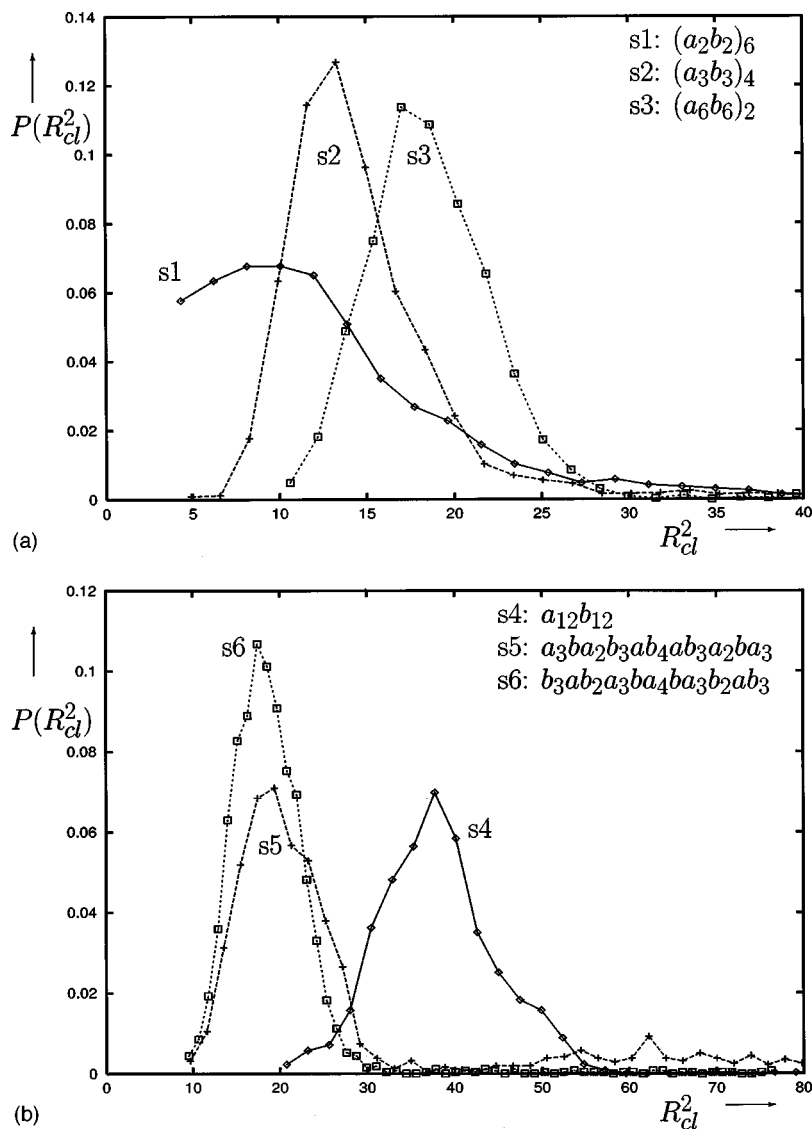 0.14
0.12
0.1
0.08
0.06
0.04
0.02
0
P(R²cl)
s1: (a₂b₂)₆
s2: (a₃b₃)₄
s3: (a₆b₆)₂
s1
s2
s3
0 5 10 15 20 25 30 35 40
(a)
R²cl
0.12
0.1
0.08
0.06
0.04
0.02
0
P(R²cl)
s4: a₁₂b₁₂
s5: a₃ba₂b₃ab₄ab₃a₂ba₃
s6: b₃ab₂a₃ba₄ba₃b₂ab₃
s6
s5
s4
0 10 20 30 40 50 60 70 80
(b)
R²cl